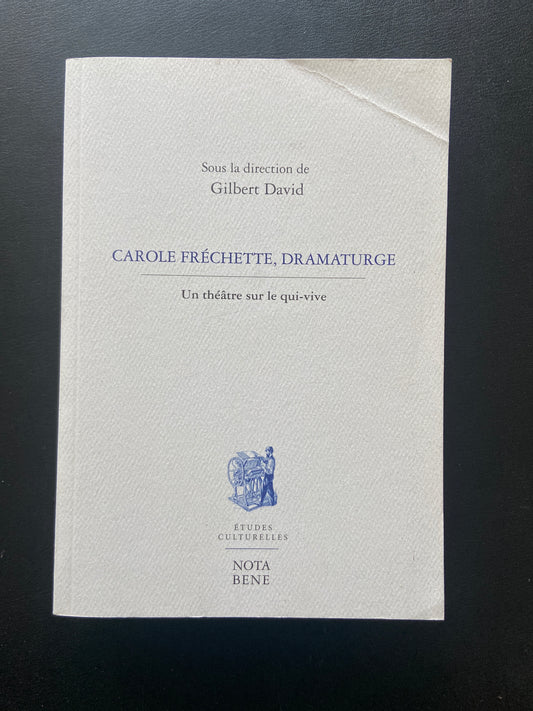 Sous la direction de
Gilbert David
CAROLE FRÉCHETTE, DRAMATURGE
Un théâtre sur le qui-vive
ÉTUDES
CULTURELLES
NOTA
BENE